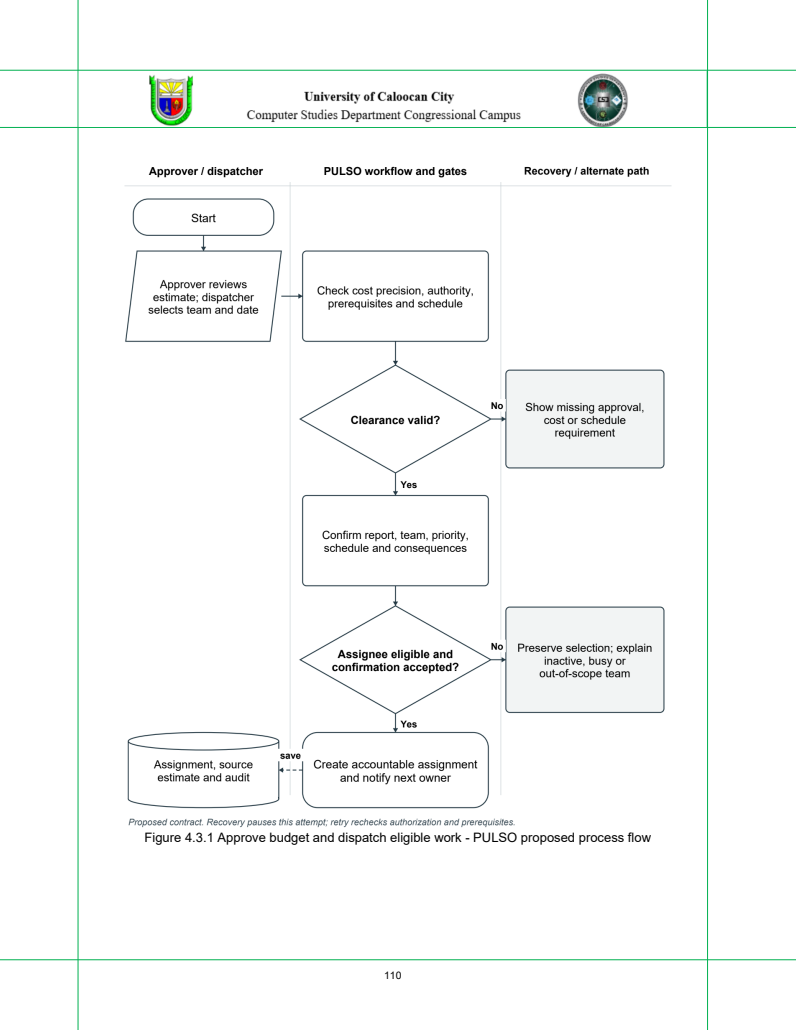 University of Caloocan City
Computer Studies Department Congressional Campus
Approver / dispatcher
PULSO workflow and gates
Recovery / alternate path
Start
Approver reviews
estimate; dispatcher
selects team and date
Check cost precision, authority,
prerequisites and schedule
Clearance valid?
No
Show missing approval,
cost or schedule
requirement
Yes
Confirm report, team, priority,
schedule and consequences
Assignee eligible and
confirmation accepted?
No
Preserve selection; explain
inactive, busy or
out-of-scope team
Yes
Assignment, source
estimate and audit
save
Create accountable assignment
and notify next owner
Proposed contract. Recovery pauses this attempt; retry rechecks authorization and prerequisites.
Figure 4.3.1 Approve budget and dispatch eligible work - PULSO proposed process flow
110